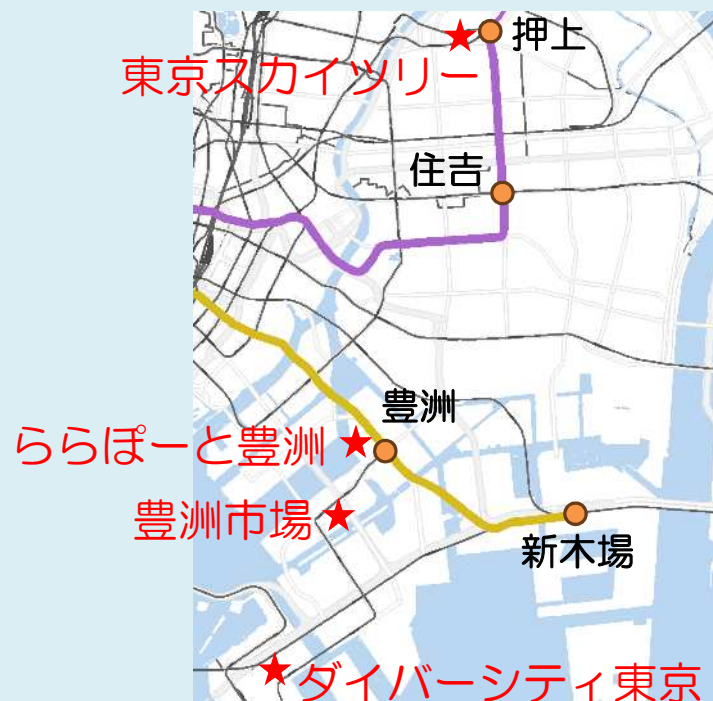 押上
東京スカイツリー
住吉
豊洲
ららぽーと豊洲
豊洲市場
新木場
ダイバーシティ東京